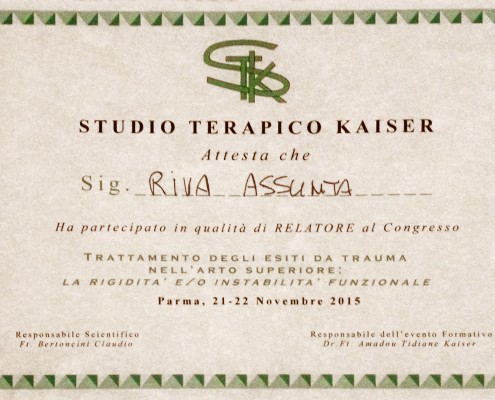 STK
STUDIO TERAPICO KAISER
Attesta che
Sig. RIVA ASSUNTA
Ha partecipato in qualità di RELATORE al Congresso
TRATTAMENTO DEGLI ESITI DA TRAUMA
NELL'ARTO SUPERIORE:
LA RIGIDITA' E/O INSTABILITA' FUNZIONALE
Parma, 21-22 Novembre 2015
Responsabile Scientifico
Ft. Bertoncini Claudio
Responsabile dell'evento Formativo
Dr.Ft. Amadou Tidiane Kaiser